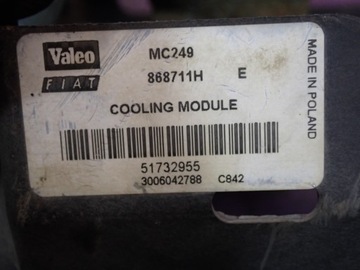 Valeo
FIAT
MC249
868711H E
COOLING MODULE
51732955
3006042788 C842
MADE IN POLAND